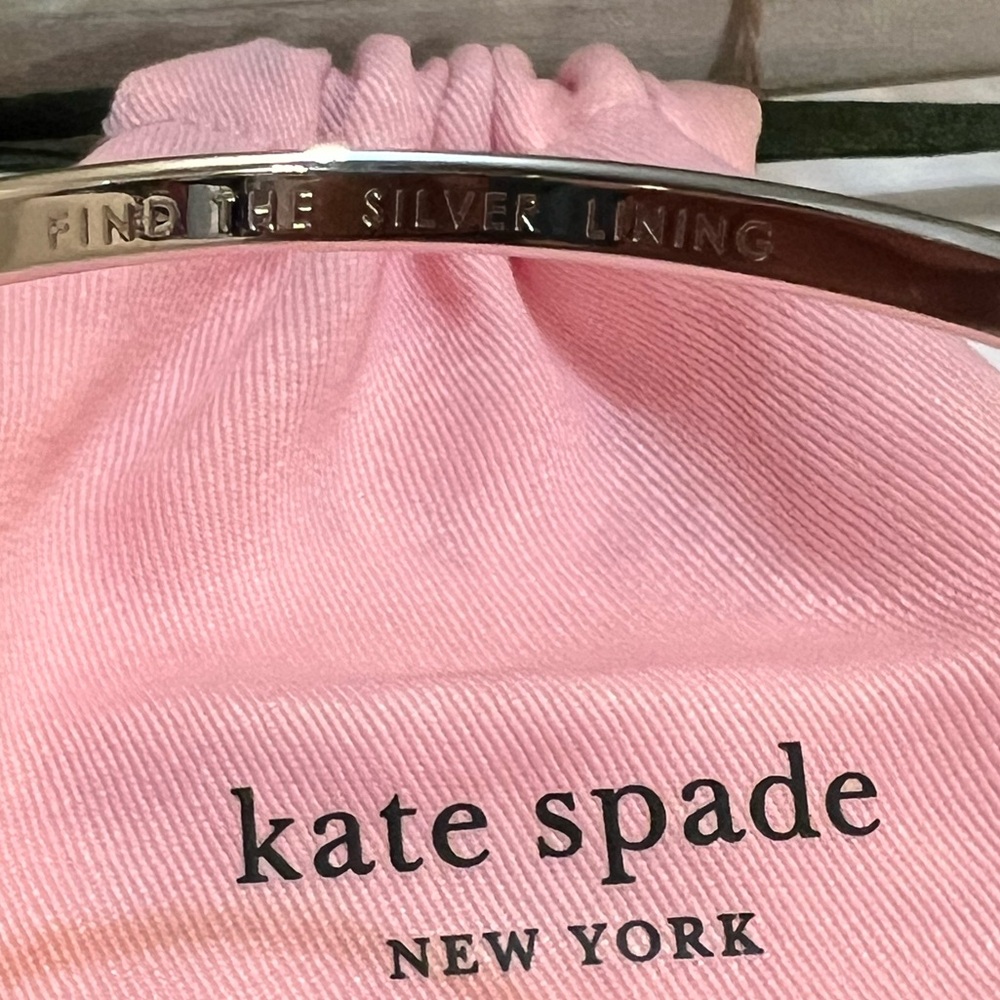 FIND THE SILVER LINING
kate spade
NEW YORK